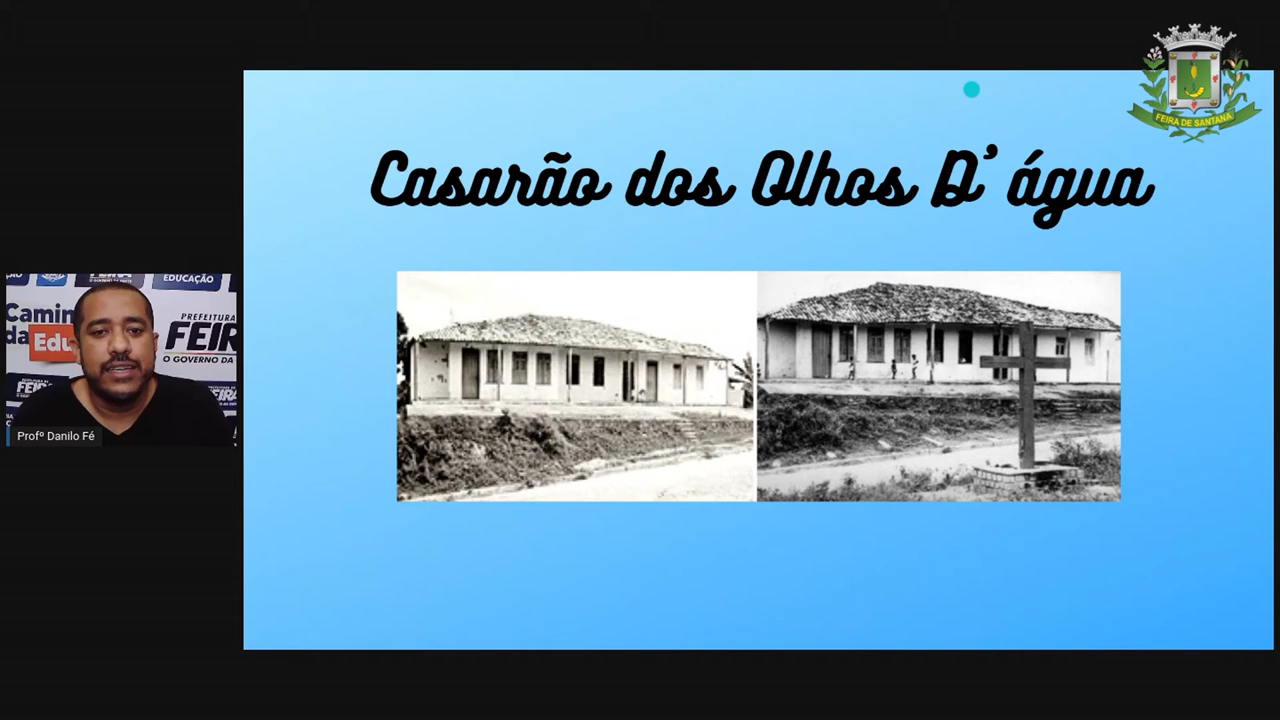 FEIRA DE SANTANA
Casarão dos Olhos D' água
EDUCAÇÃO
Camin
da Edu
PREFEITURA
FEIR
O GOVERNO DA
Profº Danilo Fé